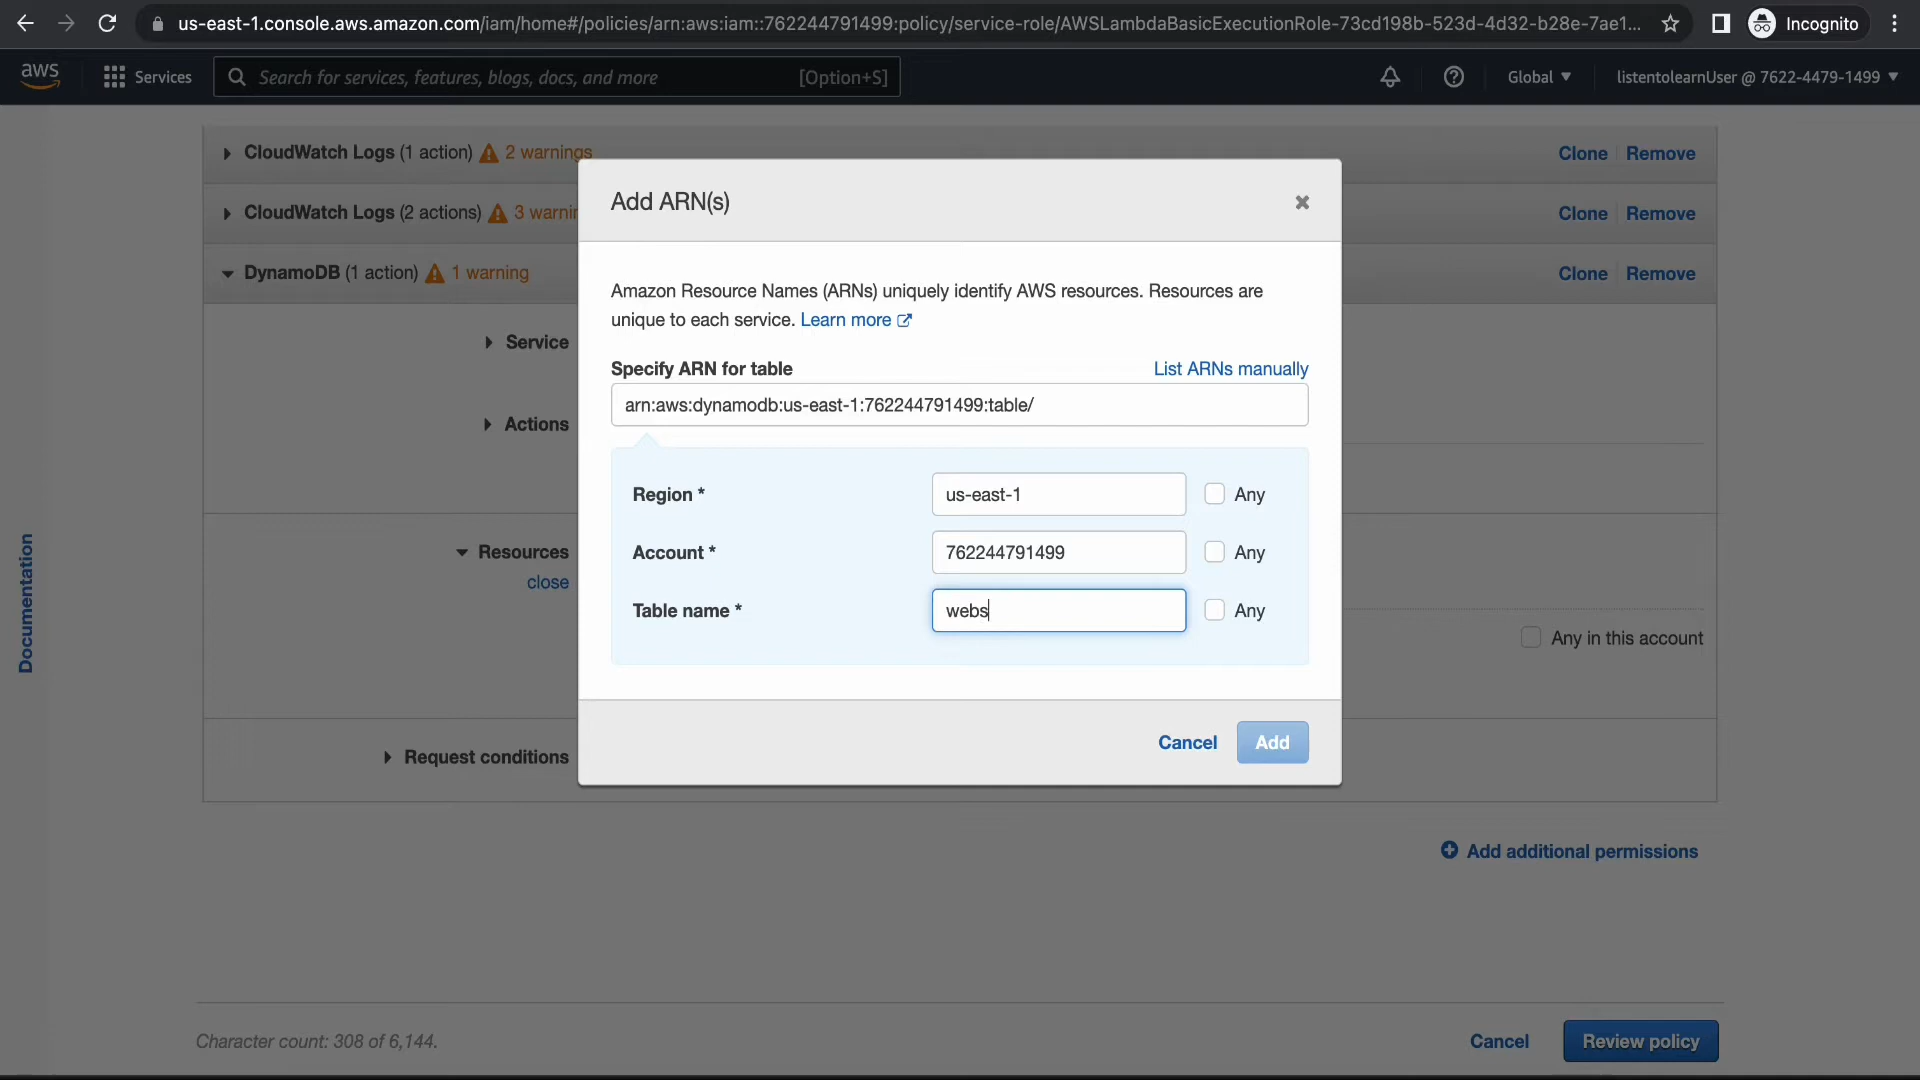 us-east-1.console.aws.amazon.com/iam/home#/policies/arn:aws:iam::762244791499:policy/service-role/AWSLambdaBasicExecutionRole-73cd198b-523d-4d32-b28e-7ae1...
Incognito
aws
Services
Search for services, features, blogs, docs, and more
[Option+S]
Global
listentolearnUser @ 7622-4479-1499
CloudWatch Logs (1 action) 2 warnings
Clone
Remove
CloudWatch Logs (2 actions) 3 warnin
Clone
Remove
DynamoDB (1 action) 1 warning
Clone
Remove
Service
Actions
Resources
close
Request conditions
Documentation
Any in this account
Add ARN(s)
Amazon Resource Names (ARNs) uniquely identify AWS resources. Resources are
unique to each service. Learn more
Specify ARN for table
List ARNs manually
arn:aws:dynamodb:us-east-1:762244791499:table/
Region *
us-east-1
Any
Account *
762244791499
Any
Table name *
webs
Any
Cancel
Add
Add additional permissions
Character count: 308 of 6,144.
Cancel
Review policy